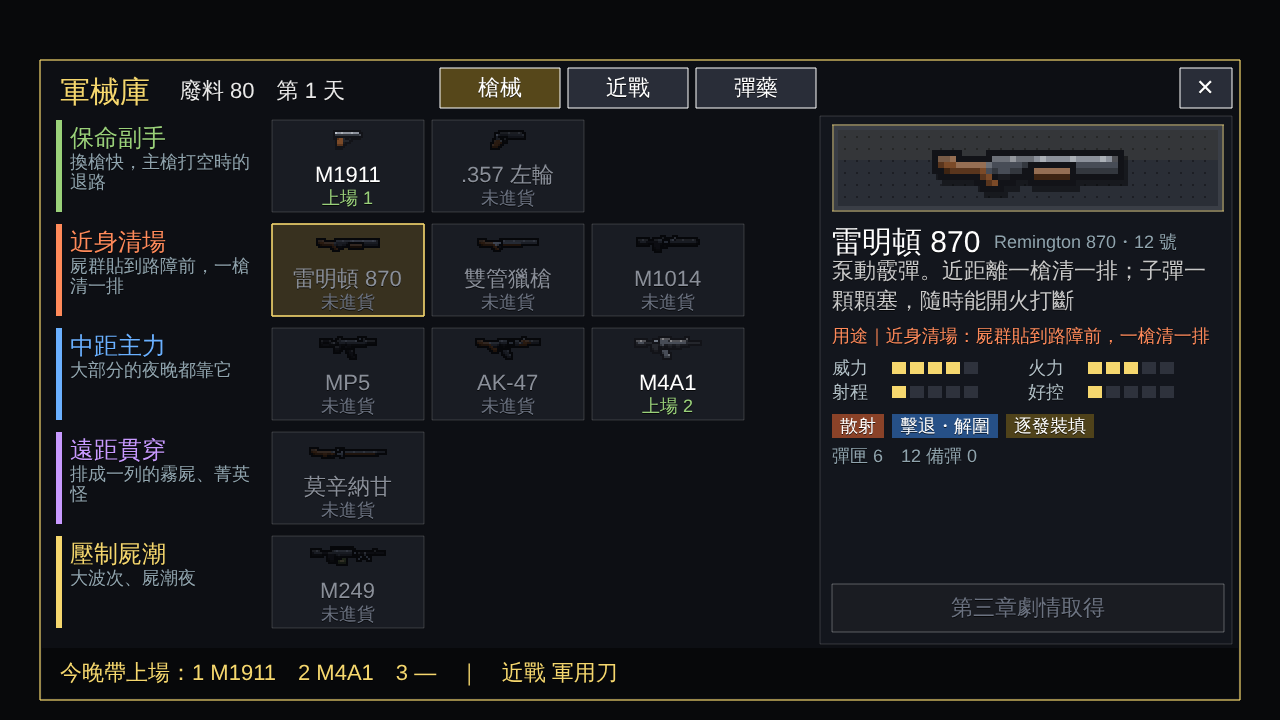 軍械庫 廢料 80 第 1 天 槍械 近戰 彈藥 ✕
保命副手
換槍快，主槍打空時的
退路
M1911
上場 1
.357 左輪
未進貨
近身清場
屍群貼到路障前，一槍
清一排
雷明頓 870
未進貨
雙管獵槍
未進貨
M1014
未進貨
中距主力
大部分的夜晚都靠它
MP5
未進貨
AK-47
未進貨
M4A1
上場 2
遠距貫穿
排成一列的霧屍、菁英
怪
莫辛納甘
未進貨
壓制屍潮
大波次、屍潮夜
M249
未進貨
雷明頓 870 Remington 870・12 號
泵動霰彈。近距離一槍清一排；子彈一
顆顆塞，隨時能開火打斷
用途｜近身清場：屍群貼到路障前，一槍清一排
威力 火力
射程 好控
散射 擊退・解圍 逐發裝填
彈匣 6 12 備彈 0
第三章劇情取得
今晚帶上場：1 M1911 2 M4A1 3 — ｜ 近戰 軍用刀